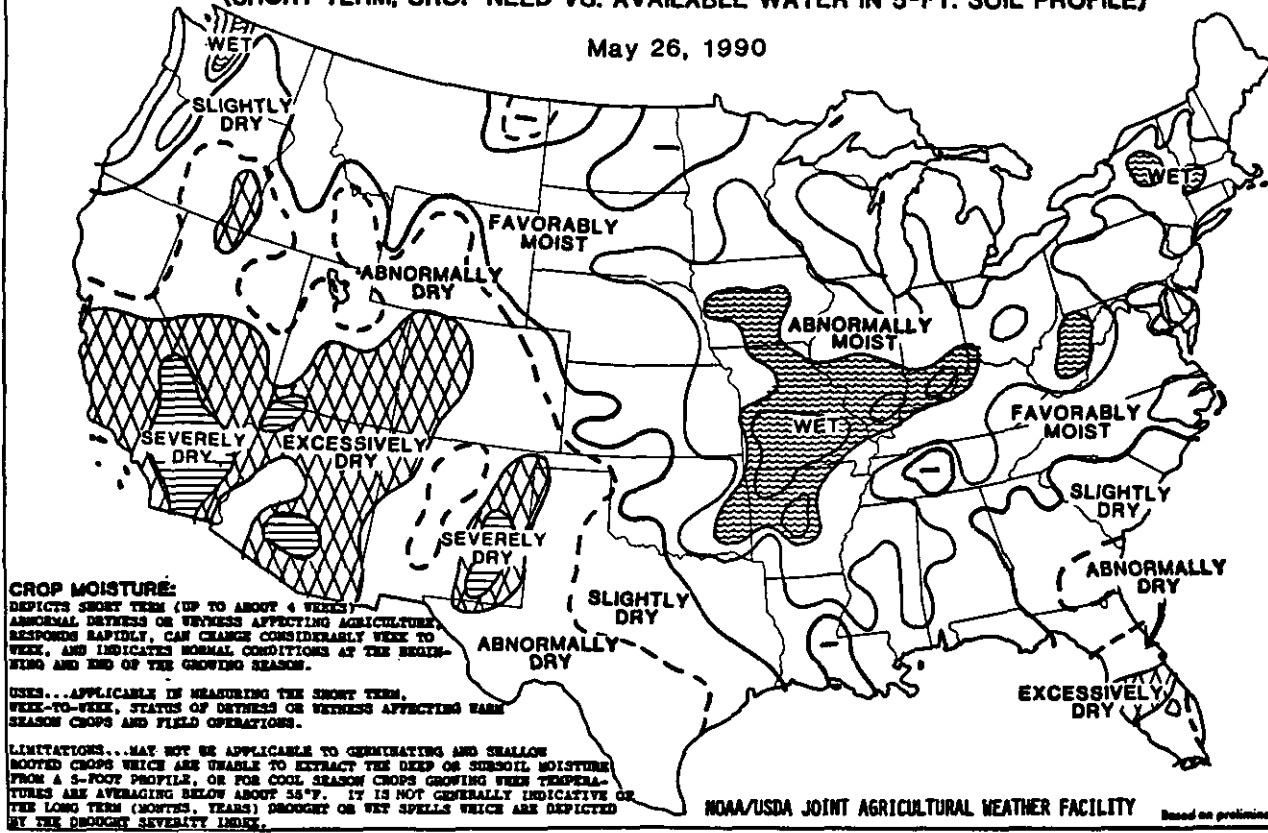 (SHORT TERM, CROP NEED VS. AVAILABLE WATER IN 5-FT. SOIL PROFILE)
May 26, 1990
WET
SLIGHTLY
DRY
WET
FAVORABLY
MOIST
ABNORMALLY
DRY
ABNORMALLY
MOIST
FAVORABLY
MOIST
WET
SEVERELY
DRY
EXCESSIVELY
DRY
SLIGHTLY
DRY
SEVERELY
DRY
ABNORMALLY
DRY
SLIGHTLY
DRY
ABNORMALLY
DRY
EXCESSIVELY
DRY
CROP MOISTURE:
DEPICTS SHORT TERM (UP TO ABOUT 4 WEEKS)
ABNORMAL DRYNESS OR WETNESS AFFECTING AGRICULTURE,
RESPONDS RAPIDLY, CAN CHANGE CONSIDERABLY WEEK TO
WEEK, AND INDICATES NORMAL CONDITIONS AT THE BEGIN-
NING AND END OF THE GROWING SEASON.
USES...APPLICABLE IN MEASURING THE SHORT TERM,
WEEK-TO-WEEK, STATUS OF DRYNESS OR WETNESS AFFECTING WARM
SEASON CROPS AND FIELD OPERATIONS.
LIMITATIONS...MAY NOT BE APPLICABLE TO GERMINATING AND SHALLOW
ROOTED CROPS WHICH ARE UNABLE TO EXTRACT THE DEEP OR SUBSOIL MOISTURE
FROM A 5-FOOT PROFILE, OR FOR COOL SEASON CROPS GROWING WHEN TEMPERA-
TURES ARE AVERAGING BELOW ABOUT 55°F. IT IS NOT GENERALLY INDICATIVE OF
THE LONG TERM (MONTHS, YEARS) DROUGHT OR WET SPELLS WHICH ARE DEPICTED
BY THE DROUGHT SEVERITY INDEX.
NOAA/USDA JOINT AGRICULTURAL WEATHER FACILITY
Based on